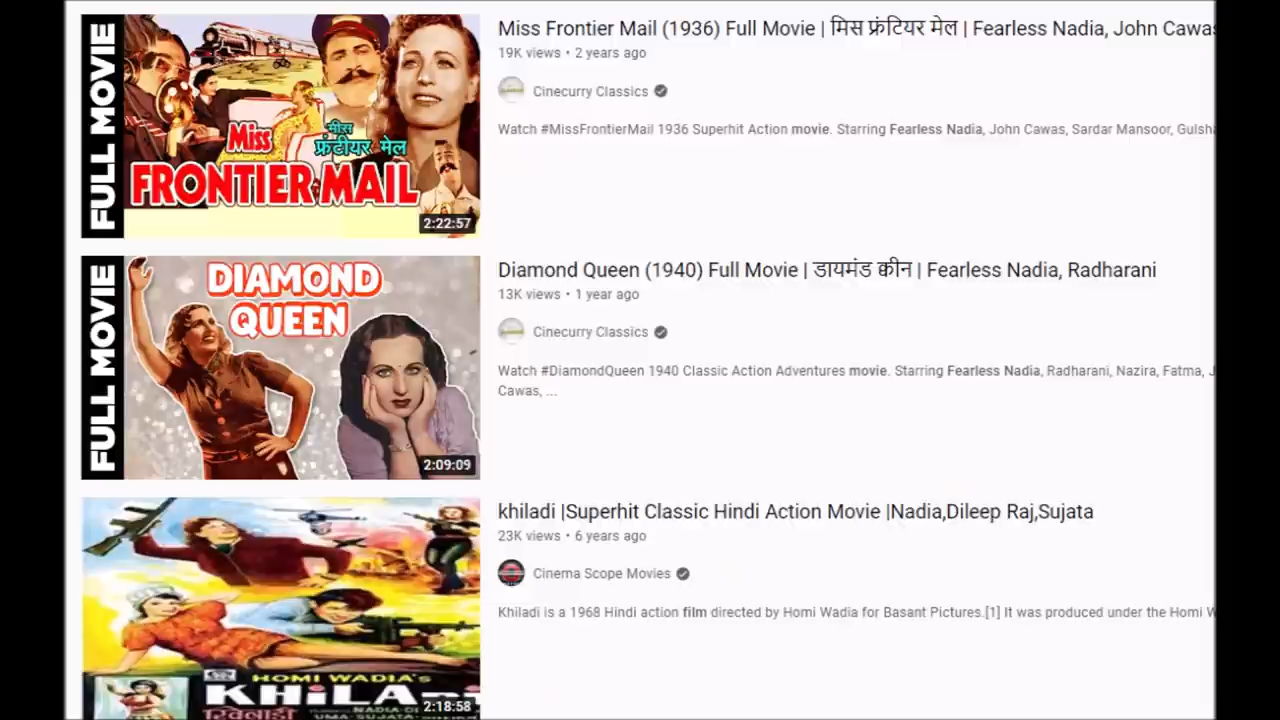 FULL MOVIE
Miss
मीस
फ्रंटीयर मेल
FRONTIER MAIL
2:22:57
Miss Frontier Mail (1936) Full Movie | मिस फ्रंटियर मेल | Fearless Nadia, John Cawas
19K views • 2 years ago
Cinecurry Classics
Watch #MissFrontierMail 1936 Superhit Action movie. Starring Fearless Nadia, John Cawas, Sardar Mansoor, Gulsha
FULL MOVIE
DIAMOND
QUEEN
2:09:09
Diamond Queen (1940) Full Movie | डायमंड क्वीन | Fearless Nadia, Radharani
13K views • 1 year ago
Cinecurry Classics
Watch #DiamondQueen 1940 Classic Action Adventures movie. Starring Fearless Nadia, Radharani, Nazira, Fatma, J
Cawas, ...
HOMI WADIA's
KHiLADi
खिलाडी
NADIA-DI
UMA-SUJATA-
2:18:58
khiladi |Superhit Classic Hindi Action Movie |Nadia,Dileep Raj,Sujata
23K views • 6 years ago
Cinema Scope Movies
Khiladi is a 1968 Hindi action film directed by Homi Wadia for Basant Pictures.[1] It was produced under the Homi W